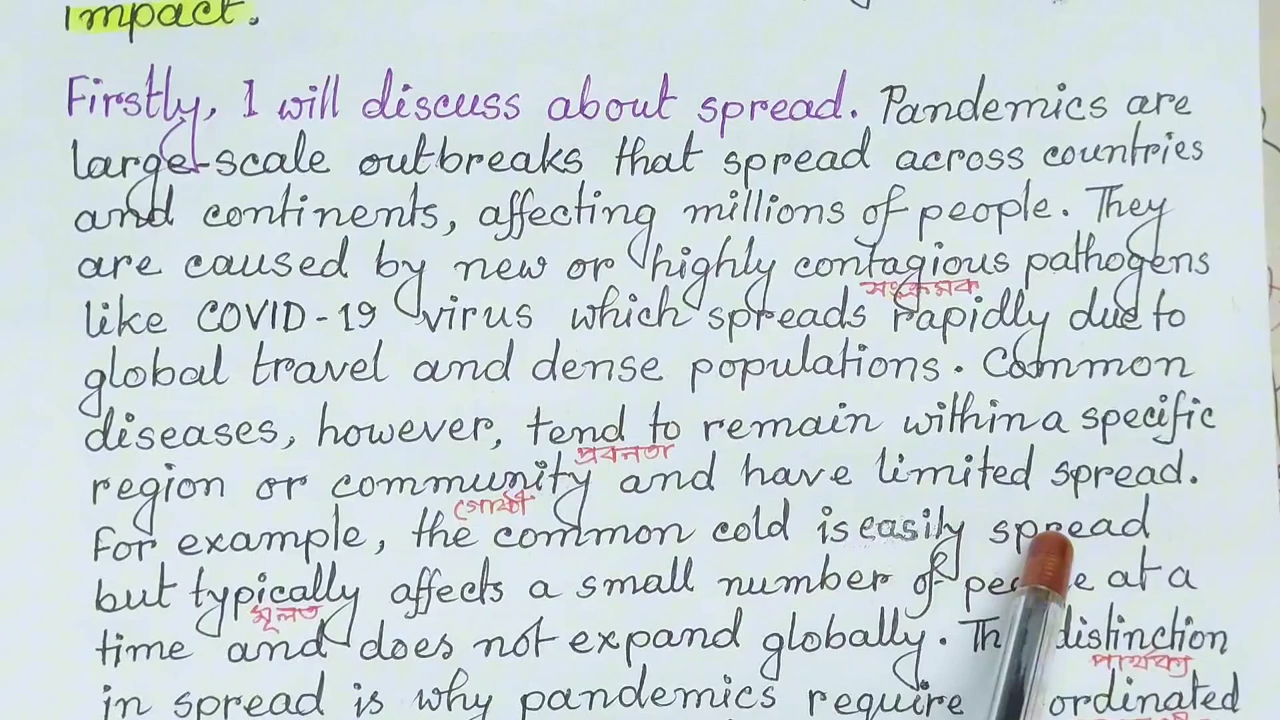 impact.
Firstly, I will discuss about spread. Pandemics are
large-scale outbreaks that spread across countries
and continents, affecting millions of people. They
are caused by new or highly contagious pathogens
সংক্রামক
like COVID-19 virus which spreads rapidly due to
global travel and dense populations. Common
diseases, however, tend to remain within a specific
প্রবনতা
region or community and have limited spread.
গোষ্ঠী
For example, the common cold is easily spread
but typically affects a small number of at a
মূলত
time and does not expand globally. distinction
পার্থক্য
in spread is why pandemics require ordinated